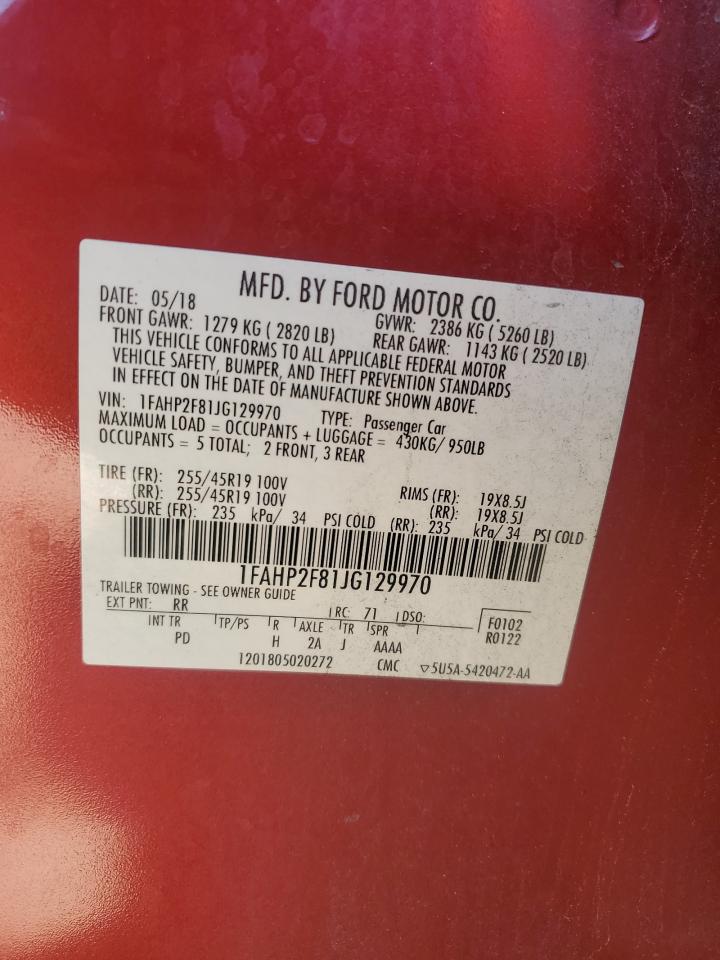 MFD. BY FORD MOTOR CO.
DATE: 05/18 GVWR: 2386 KG ( 5260 LB)
FRONT GAWR: 1279 KG ( 2820 LB) REAR GAWR: 1143 KG ( 2520 LB)
THIS VEHICLE CONFORMS TO ALL APPLICABLE FEDERAL MOTOR
VEHICLE SAFETY, BUMPER, AND THEFT PREVENTION STANDARDS
IN EFFECT ON THE DATE OF MANUFACTURE SHOWN ABOVE.
VIN: 1FAHP2F81JG129970 TYPE: Passenger Car
MAXIMUM LOAD = OCCUPANTS + LUGGAGE = 430KG/ 950LB
OCCUPANTS = 5 TOTAL; 2 FRONT, 3 REAR
TIRE (FR): 255/45R19 100V RIMS (FR): 19X8.5J
(RR): 255/45R19 100V (RR): 19X8.5J
PRESSURE (FR): 235 kPa/ 34 PSI COLD (RR): 235 kPa/ 34 PSI COLD
1FAHP2F81JG129970
TRAILER TOWING - SEE OWNER GUIDE
EXT PNT: RR RC: 71 DSO: F0102
INT TR TP/PS R AXLE TR SPR R0122
PD H 2A J AAAA
1201805020272 CMC ▽5U5A-5420472-AA